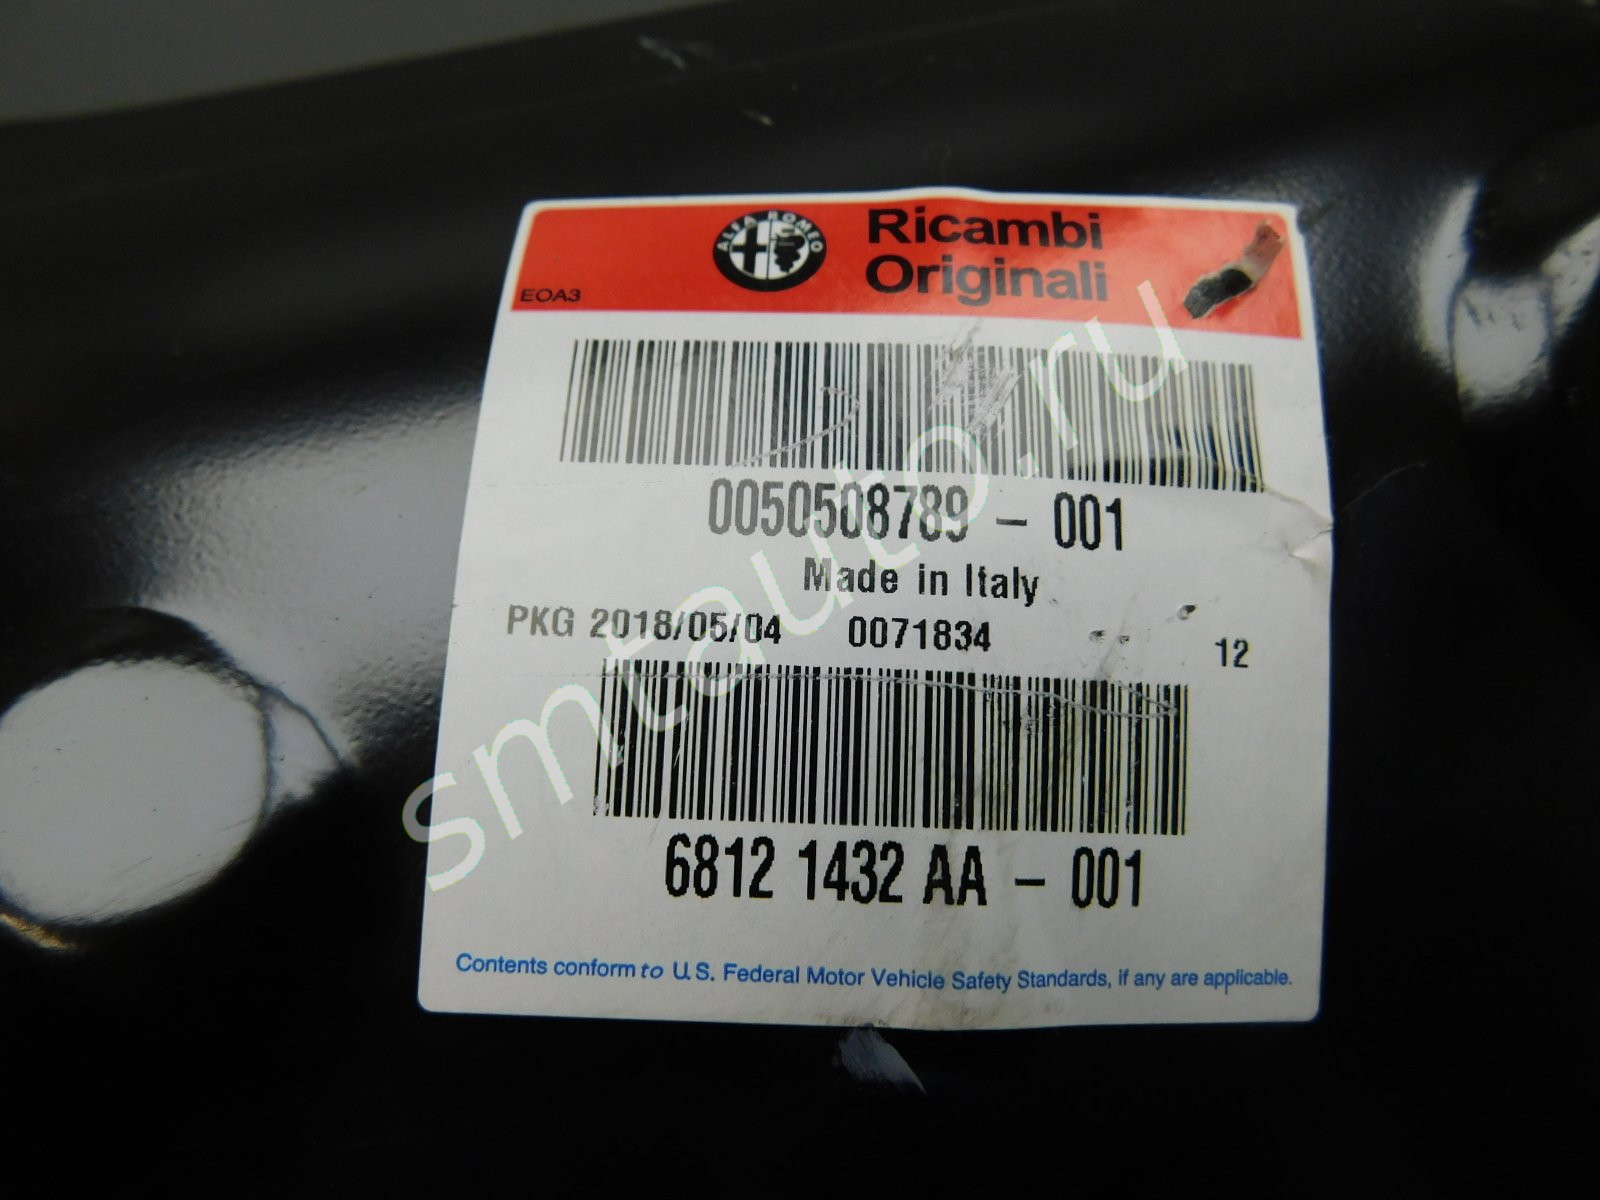 ALFA ROMEO
Ricambi
Originali
EOA3
0050508789 - 001
Made in Italy
PKG 2018/05/04 0071834 12
6812 1432 AA - 001
Contents conform to U.S. Federal Motor Vehicle Safety Standards, if any are applicable.
smtauto.ru